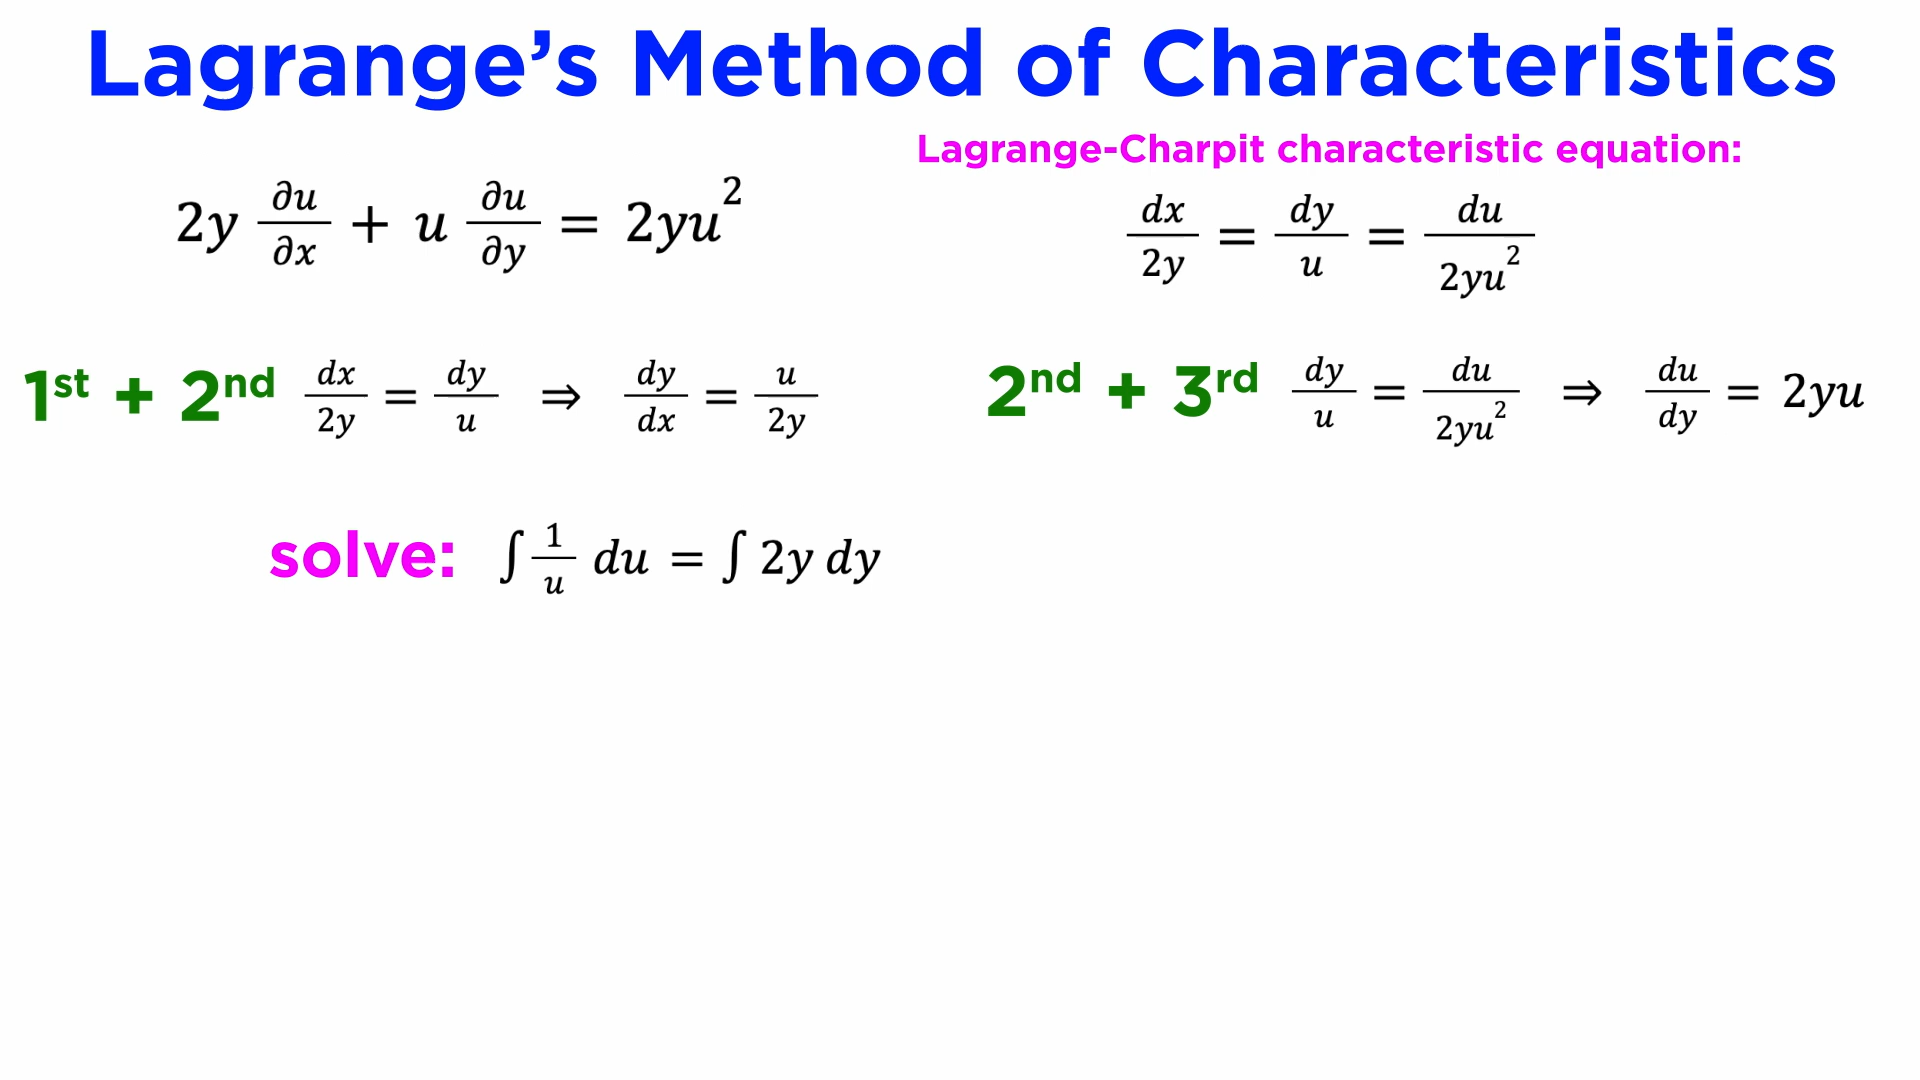 Lagrange’s Method of Characteristics
Lagrange-Charpit characteristic equation:
2y ∂u/∂x + u ∂u/∂y = 2yu²
dx/2y = dy/u = du/2yu²
1st + 2nd dx/2y = dy/u ⇒ dy/dx = u/2y
2nd + 3rd dy/u = du/2yu² ⇒ du/dy = 2yu
solve: ∫ 1/u du = ∫ 2y dy